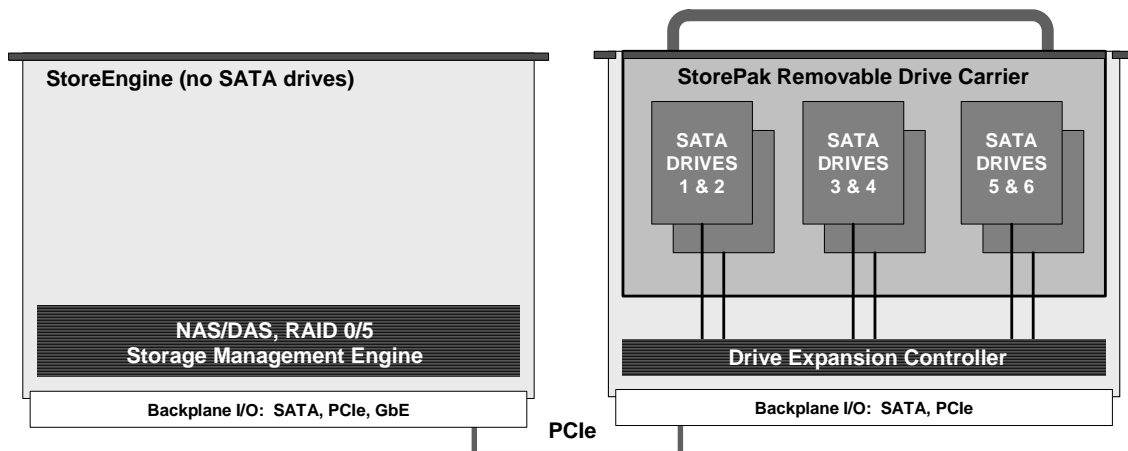 StoreEngine (no SATA drives)
NAS/DAS, RAID 0/5
Storage Management Engine
Backplane I/O:  SATA, PCIe, GbE
StorePak Removable Drive Carrier
SATA
DRIVES
1 & 2
SATA
DRIVES
3 & 4
SATA
DRIVES
5 & 6
Drive Expansion Controller
Backplane I/O:  SATA, PCIe
PCIe